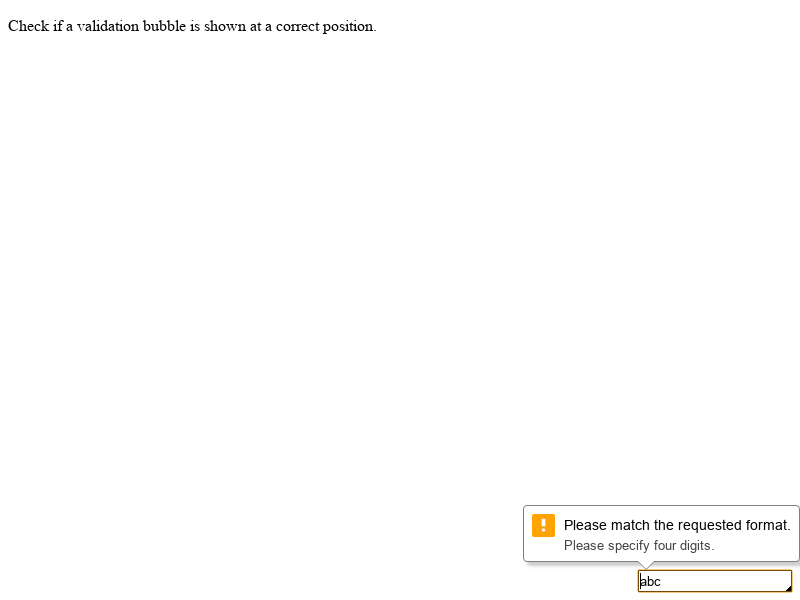 Check if a validation bubble is shown at a correct position.
Please match the requested format.
Please specify four digits.
abc